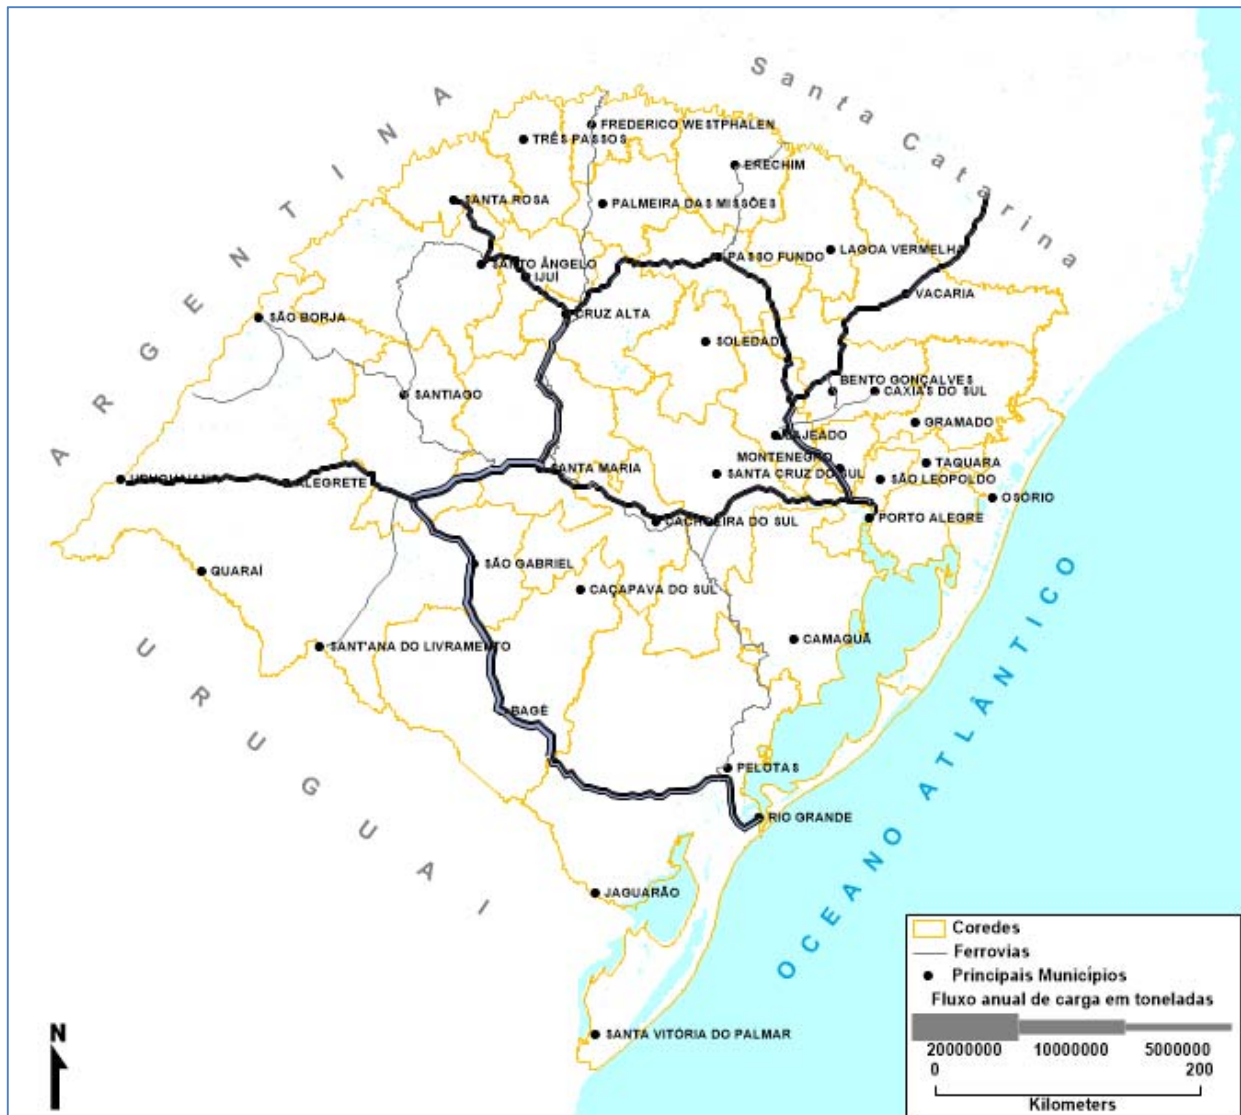 Santa Catarina
ARGENTINA
FREDERICO WESTPHALEN
TRÊS PASSOS
ERECHIM
SANTA ROSA
PALMEIRA DAS MISSÕES
LAGOA VERMELHA
PASSO FUNDO
SANTO ÂNGELO
IJUÍ
VACARIA
CRUZ ALTA
SÃO BORJA
SOLEDADE
BENTO GONÇALVES
SANTIAGO
CAXIAS DO SUL
GRAMADO
LAJEADO
MONTENEGRO
TAQUARA
SANTA MARIA
SANTA CRUZ DO SUL
SÃO LEOPOLDO
URUGUAIANA
ALEGRETE
OSÓRIO
PORTO ALEGRE
CACHOEIRA DO SUL
SÃO GABRIEL
QUARAÍ
CAÇAPAVA DO SUL
CAMAQUÃ
SANT'ANA DO LIVRAMENTO
URUGUAI
BAGÉ
OCEANO ATLÂNTICO
PELOTAS
RIO GRANDE
JAGUARÃO
SANTA VITÓRIA DO PALMAR
N
Coredes
Ferrovias
Principais Municípios
Fluxo anual de carga em toneladas
20000000 10000000 5000000
0 200
Kilometers